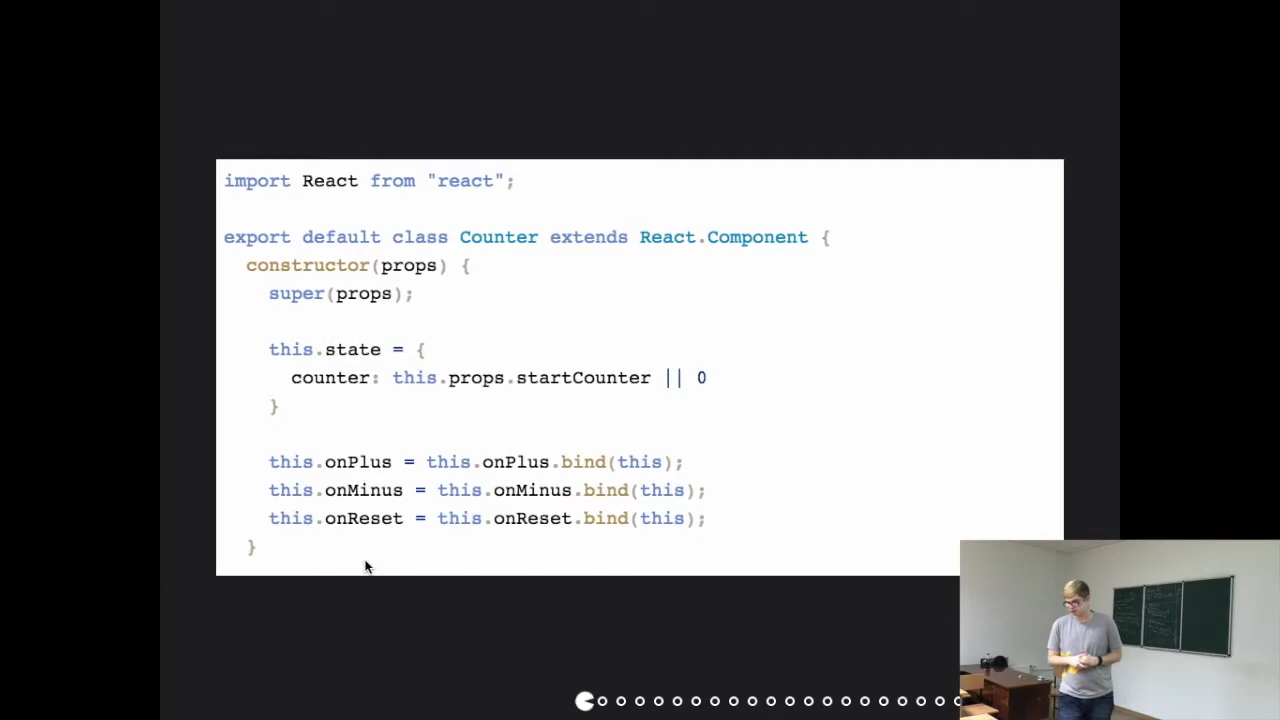 import React from "react";
export default class Counter extends React.Component {
constructor(props) {
super(props);
this.state = {
counter: this.props.startCounter || 0
}
this.onPlus = this.onPlus.bind(this);
this.onMinus = this.onMinus.bind(this);
this.onReset = this.onReset.bind(this);
}